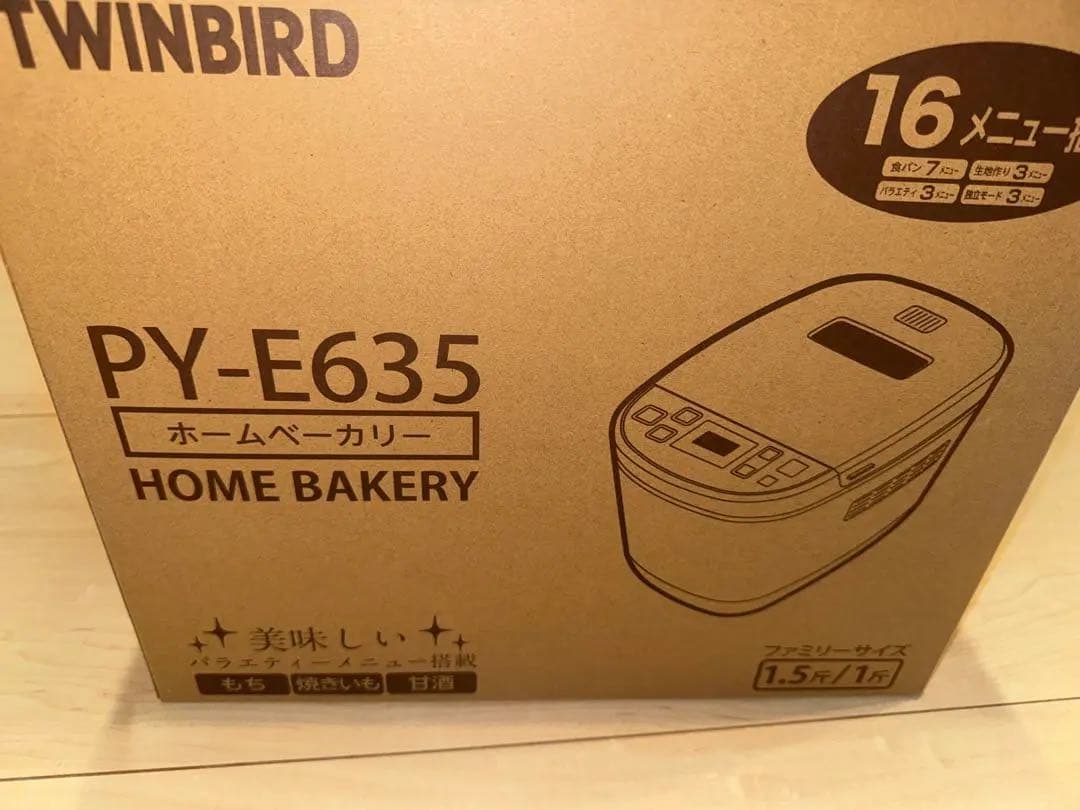 TWINBIRD
16メニュー搭
食パン 7メニュー 生地作り 3メニュー
バラエティ 3メニュー 独立モード 3メニュー
PY-E635
ホームベーカリー
HOME BAKERY
美味しい
バラエティーメニュー搭載
もち 焼きいも 甘酒
ファミリーサイズ
1.5斤/1斤